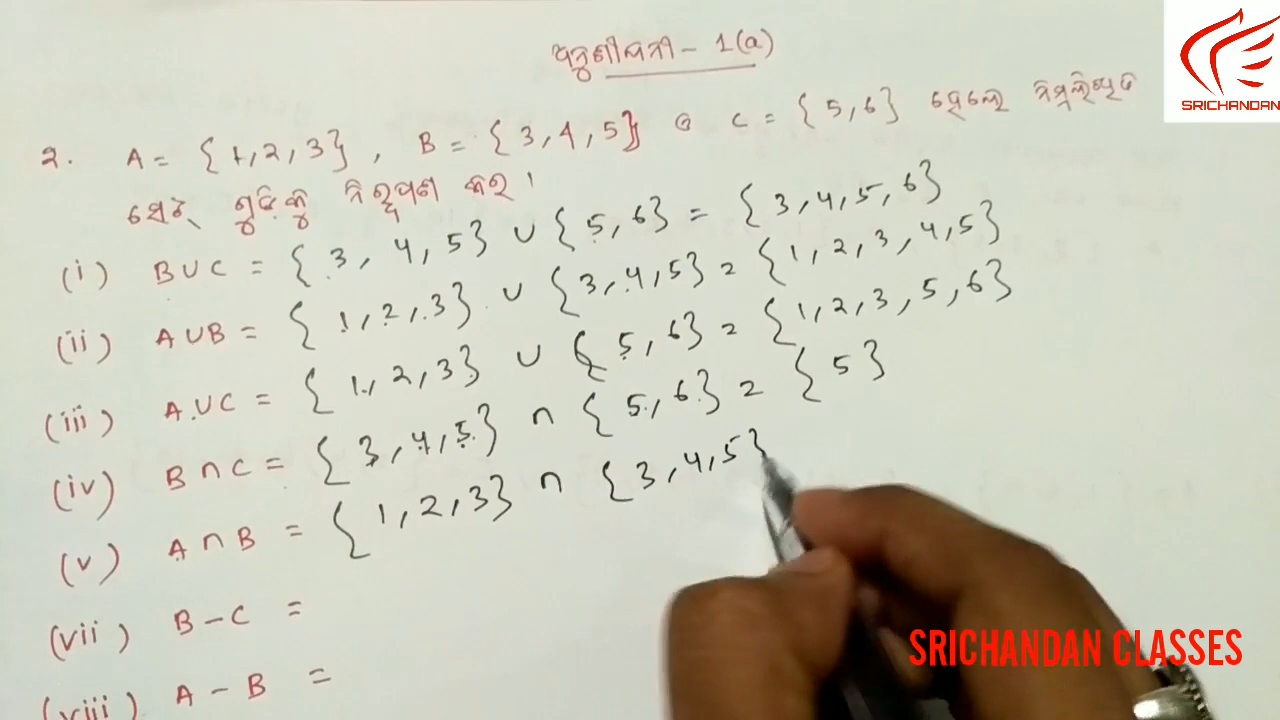 ଅନୁଶୀଳନୀ - 1(a)
SRICHANDAN
2. A = {1, 2, 3}, B = {3, 4, 5} ଓ C = {5, 6} ହେଲେ ନିମ୍ନଲିଖିତ
ସେଟ୍ ଗୁଡ଼ିକୁ ନିରୂପଣ କର ।
(i) B∪C = {3, 4, 5} ∪ {5, 6} = {3, 4, 5, 6}
(ii) A∪B = {1, 2, 3} ∪ {3, 4, 5} = {1, 2, 3, 4, 5}
(iii) A∪C = {1, 2, 3} ∪ {5, 6} = {1, 2, 3, 5, 6}
(iv) B∩C = {3, 4, 5} ∩ {5, 6} = {5}
(v) A∩B = {1, 2, 3} ∩ {3, 4, 5}
(vii) B - C =
(viii) A - B =
SRICHANDAN CLASSES